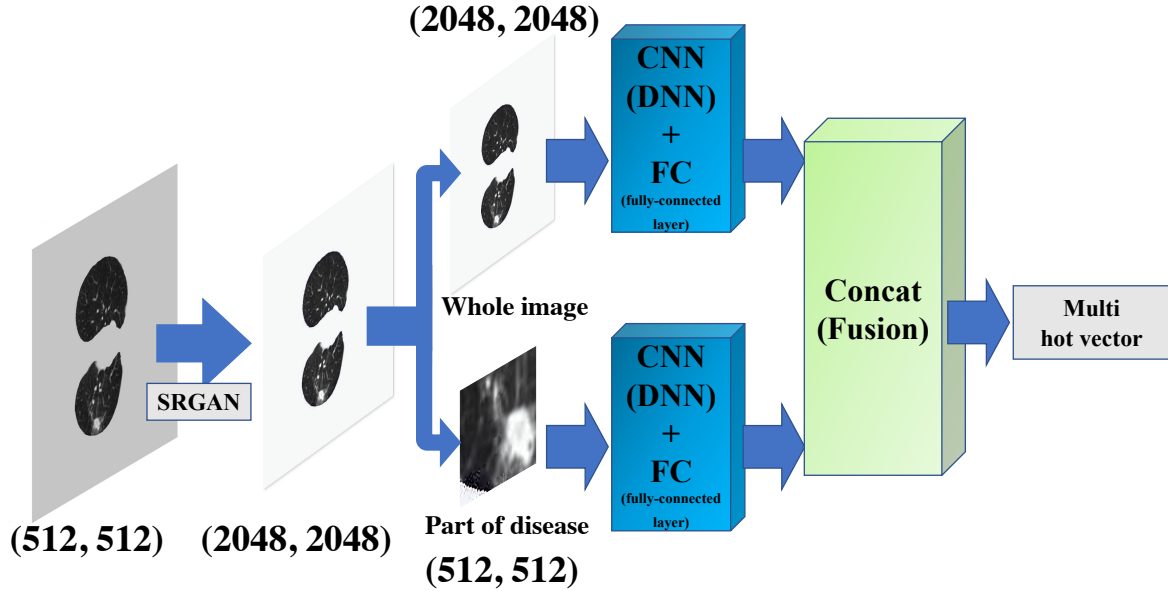 (2048, 2048)
CNN
(DNN)
+
FC
(fully-connected
layer)
Whole image
SRGAN
(512, 512)
(2048, 2048)
Part of disease
(512, 512)
CNN
(DNN)
+
FC
(fully-connected
layer)
Concat
(Fusion)
Multi
hot vector